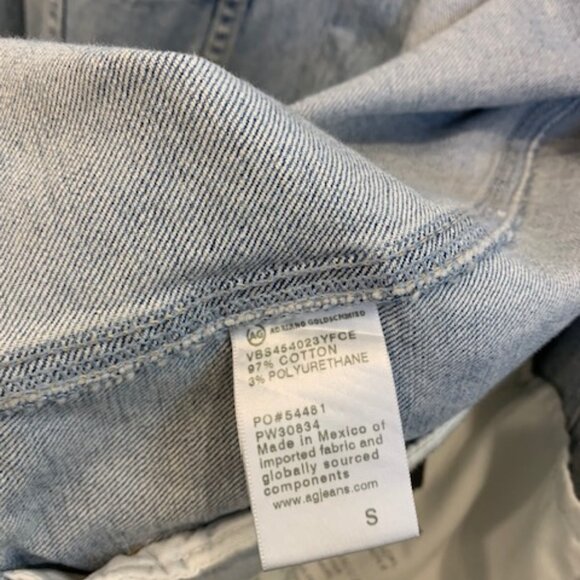 AG ADRIANO GOLDSCHMIED
VBS454023YFCE
97% COTTON
3% POLYURETHANE
PO#54481
PW30834
Made in Mexico of
imported fabric and
globally sourced
components
www.agjeans.com
S